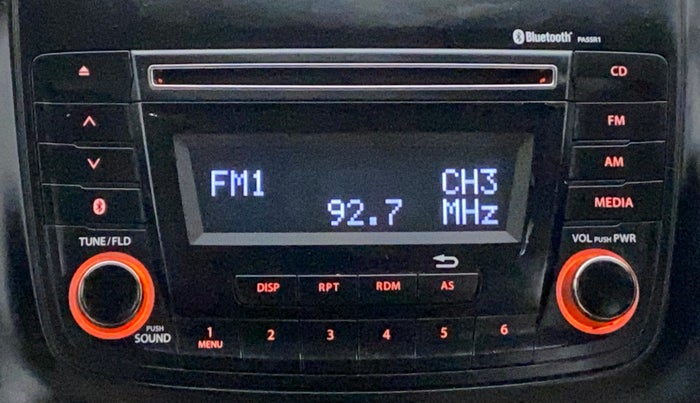 Bluetooth PASSR1
CD
FM
AM
MEDIA
FM1 CH3
92.7 MHz
TUNE/FLD
VOL PUSH PWR
DISP RPT RDM AS
PUSH
SOUND
1 2 3 4 5 6
MENU